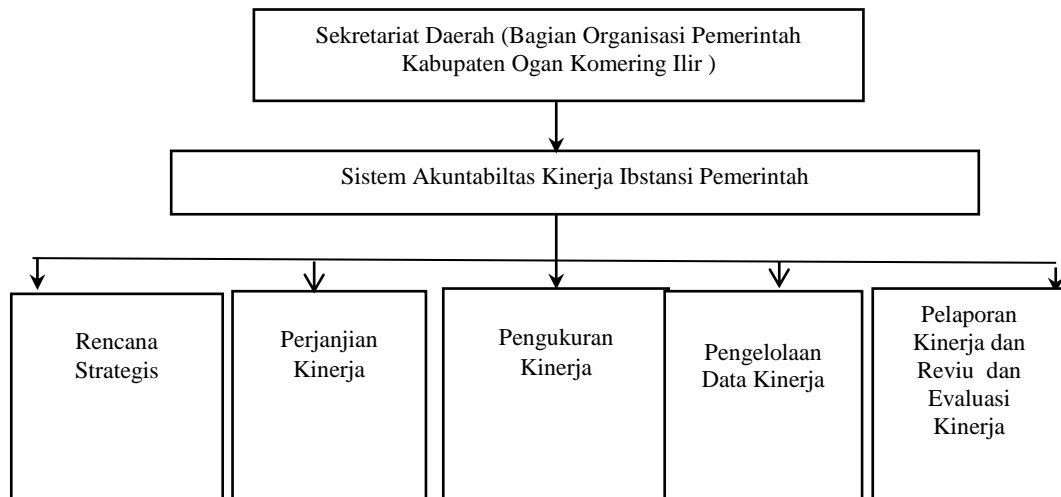 Sekretariat Daerah (Bagian Organisasi Pemerintah
Kabupaten Ogan Komering Ilir )
Sistem Akuntabiltas Kinerja Ibstansi Pemerintah
Rencana
Strategis
Perjanjian
Kinerja
Pengukuran
Kinerja
Pengelolaan
Data Kinerja
Pelaporan
Kinerja dan
Reviu dan
Evaluasi
Kinerja